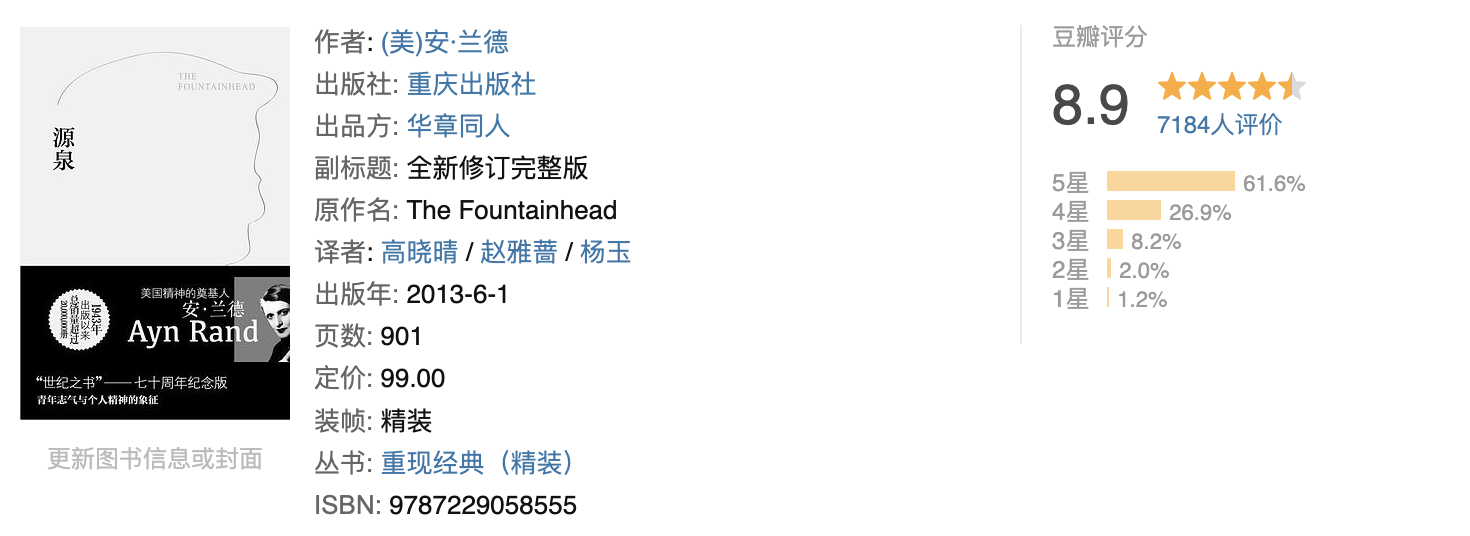 THE
FOUNTAINHEAD
源
泉
1943年
出版以来
总销量超过
30,000,000册
美国精神的奠基人
安·兰德
Ayn Rand
“世纪之书”——七十周年纪念版
青年志气与个人精神的象征
更新图书信息或封面
作者: (美)安·兰德
出版社: 重庆出版社
出品方: 华章同人
副标题: 全新修订完整版
原作名: The Fountainhead
译者: 高晓晴 / 赵雅蔷 / 杨玉
出版年: 2013-6-1
页数: 901
定价: 99.00
装帧: 精装
丛书: 重现经典（精装）
ISBN: 9787229058555
豆瓣评分
8.9
7184人评价
5星 61.6%
4星 26.9%
3星 8.2%
2星 2.0%
1星 1.2%